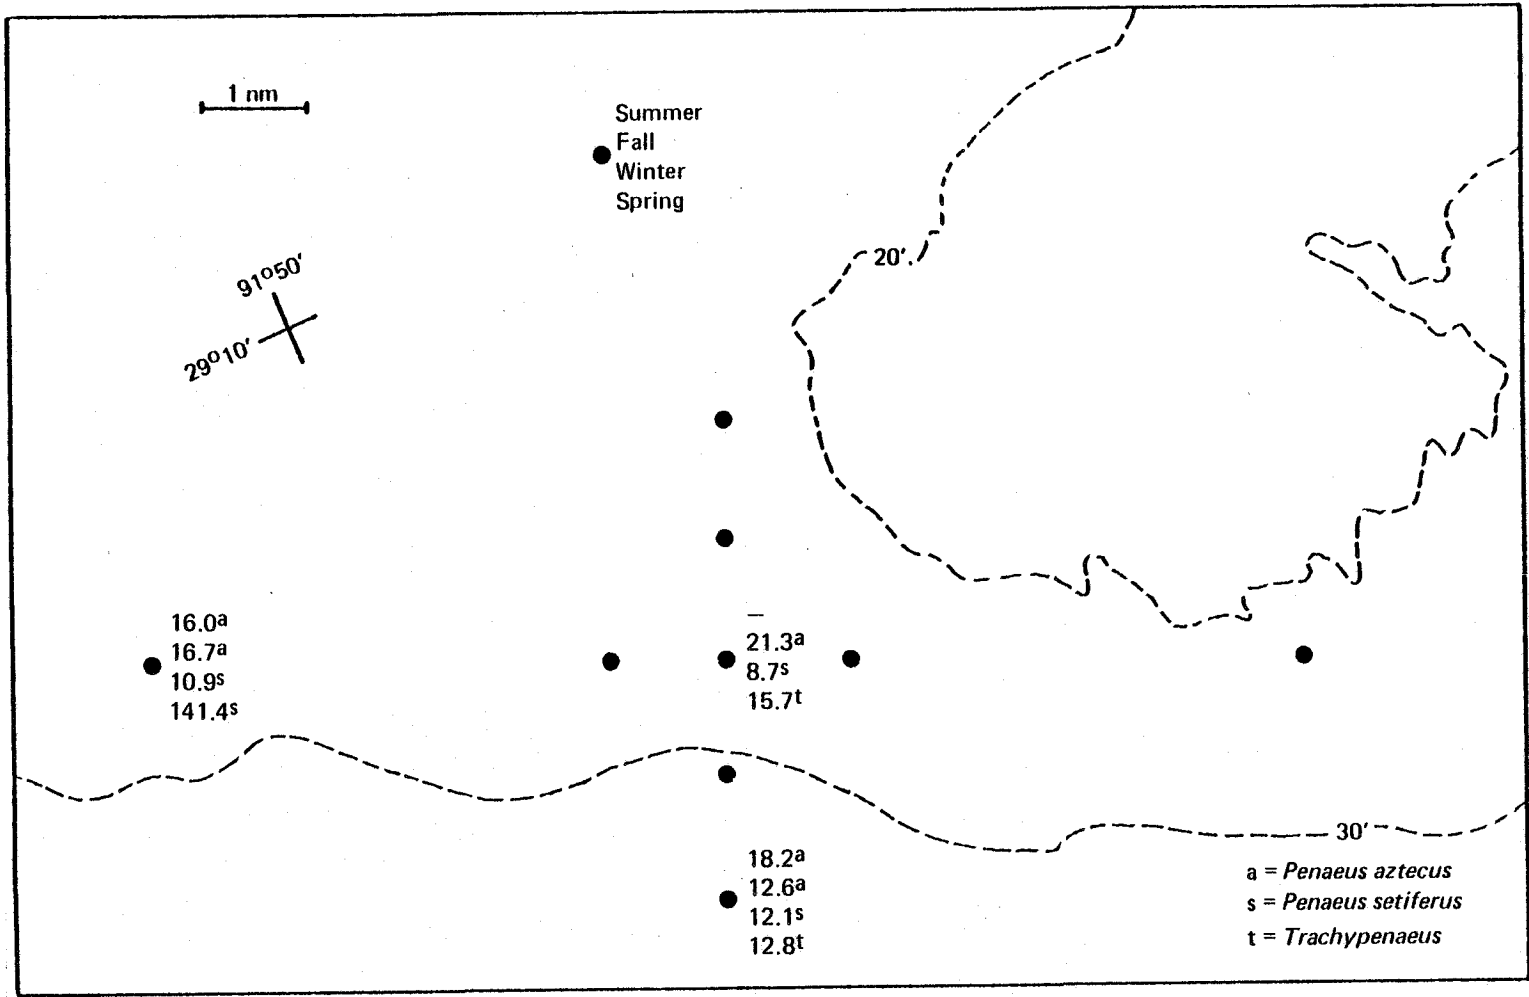 1 nm
Summer
Fall
Winter
Spring
20'.
91°50'
29°10'
16.0a
16.7a
10.9s
141.4s
—
21.3a
8.7s
15.7t
30'
18.2a
12.6a
12.1s
12.8t
a = Penaeus aztecus
s = Penaeus setiferus
t = Trachypenaeus